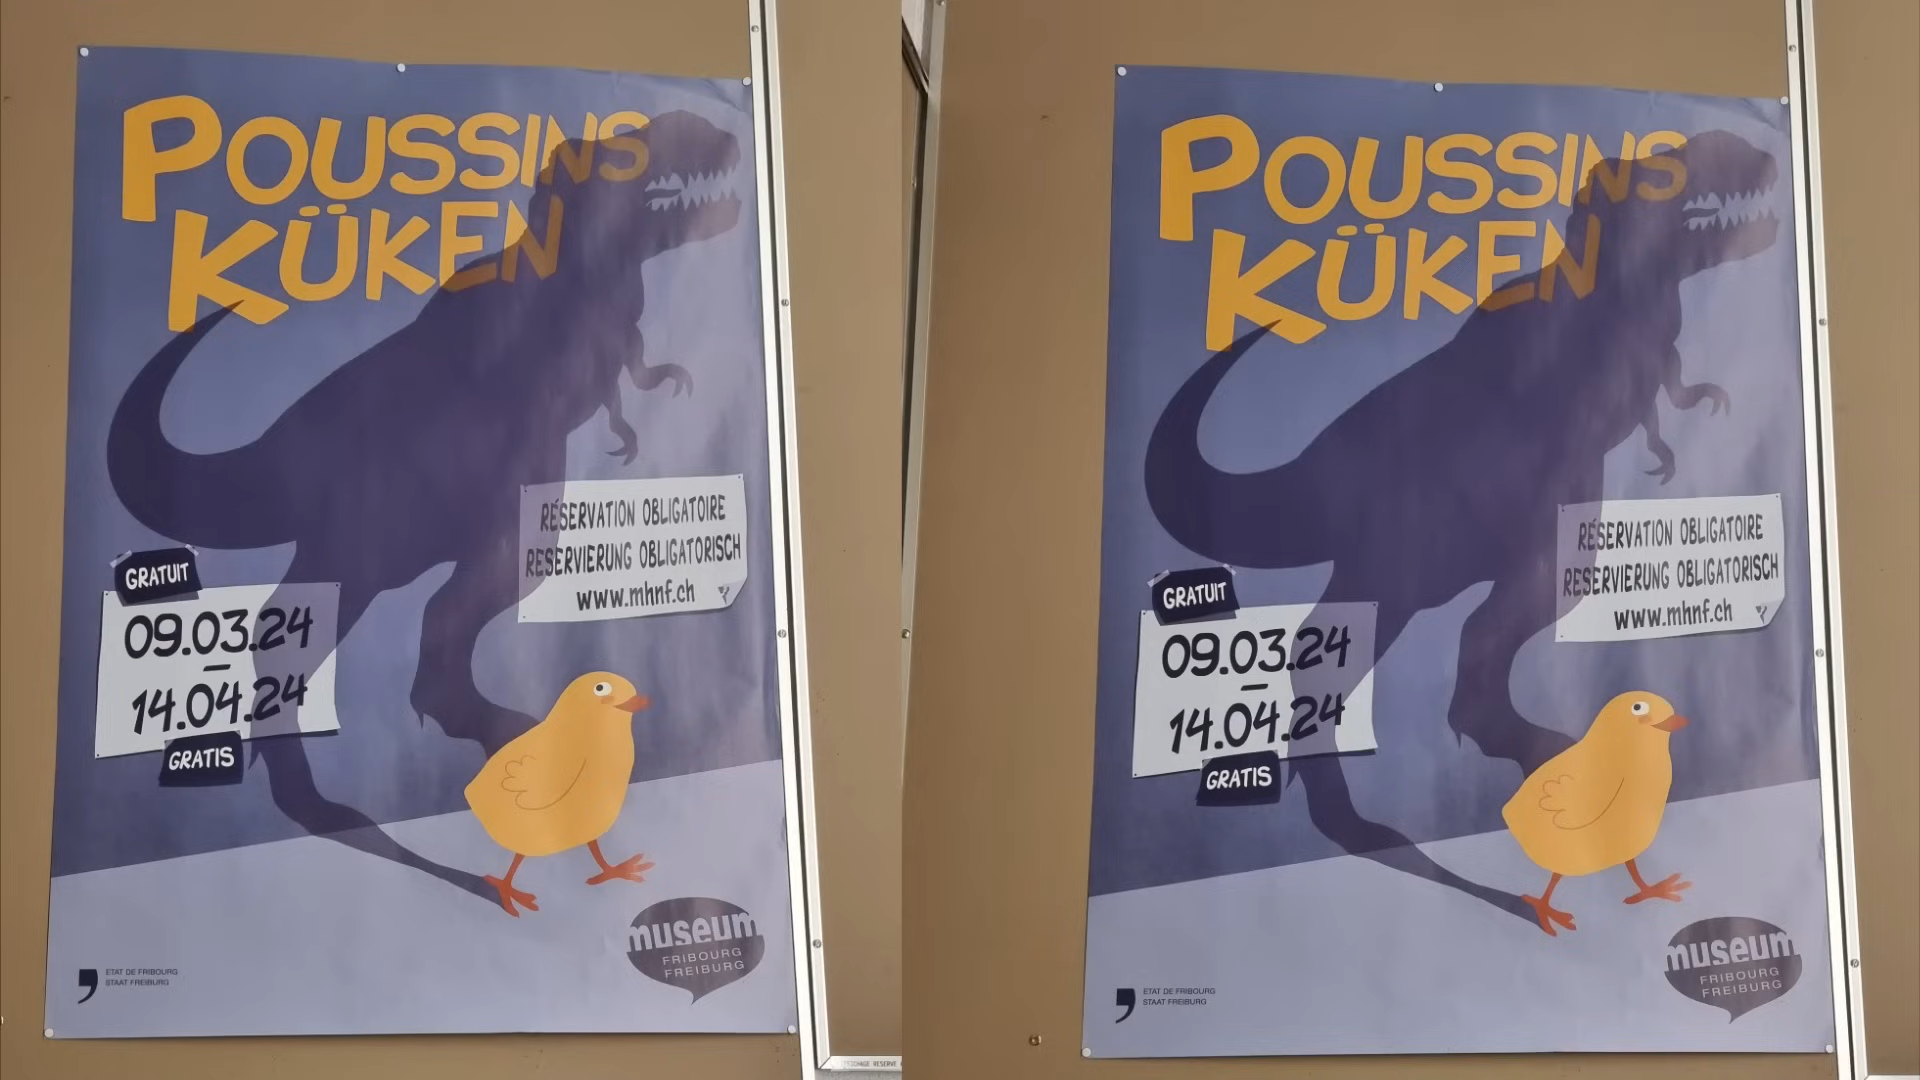 POUSSINS
KÜKEN
RÉSERVATION OBLIGATOIRE
RESERVIERUNG OBLIGATORISCH
www.mhnf.ch
GRATUIT
09.03.24
–
14.04.24
GRATIS
museum
FRIBOURG
FREIBURG
ETAT DE FRIBOURG
STAAT FREIBURG
RESERVE
POUSSINS
KÜKEN
RÉSERVATION OBLIGATOIRE
RESERVIERUNG OBLIGATORISCH
www.mhnf.ch
GRATUIT
09.03.24
–
14.04.24
GRATIS
museum
FRIBOURG
FREIBURG
ETAT DE FRIBOURG
STAAT FREIBURG